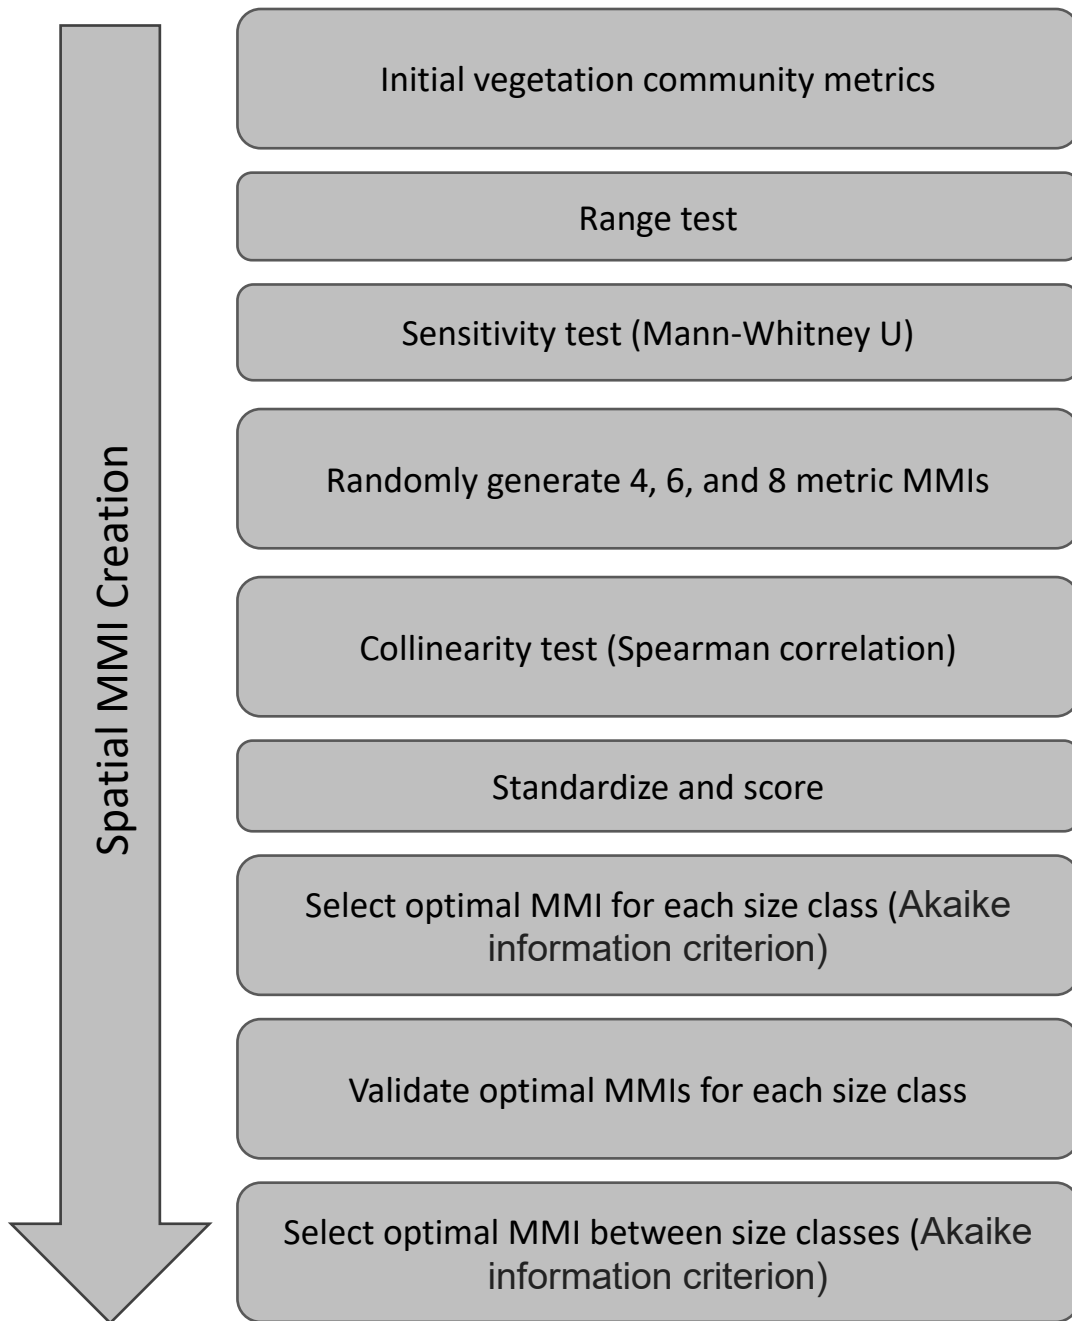 Spatial MMI Creation
Initial vegetation community metrics
Range test
Sensitivity test (Mann-Whitney U)
Randomly generate 4, 6, and 8 metric MMIs
Collinearity test (Spearman correlation)
Standardize and score
Select optimal MMI for each size class (Akaike
information criterion)
Validate optimal MMIs for each size class
Select optimal MMI between size classes (Akaike
information criterion)